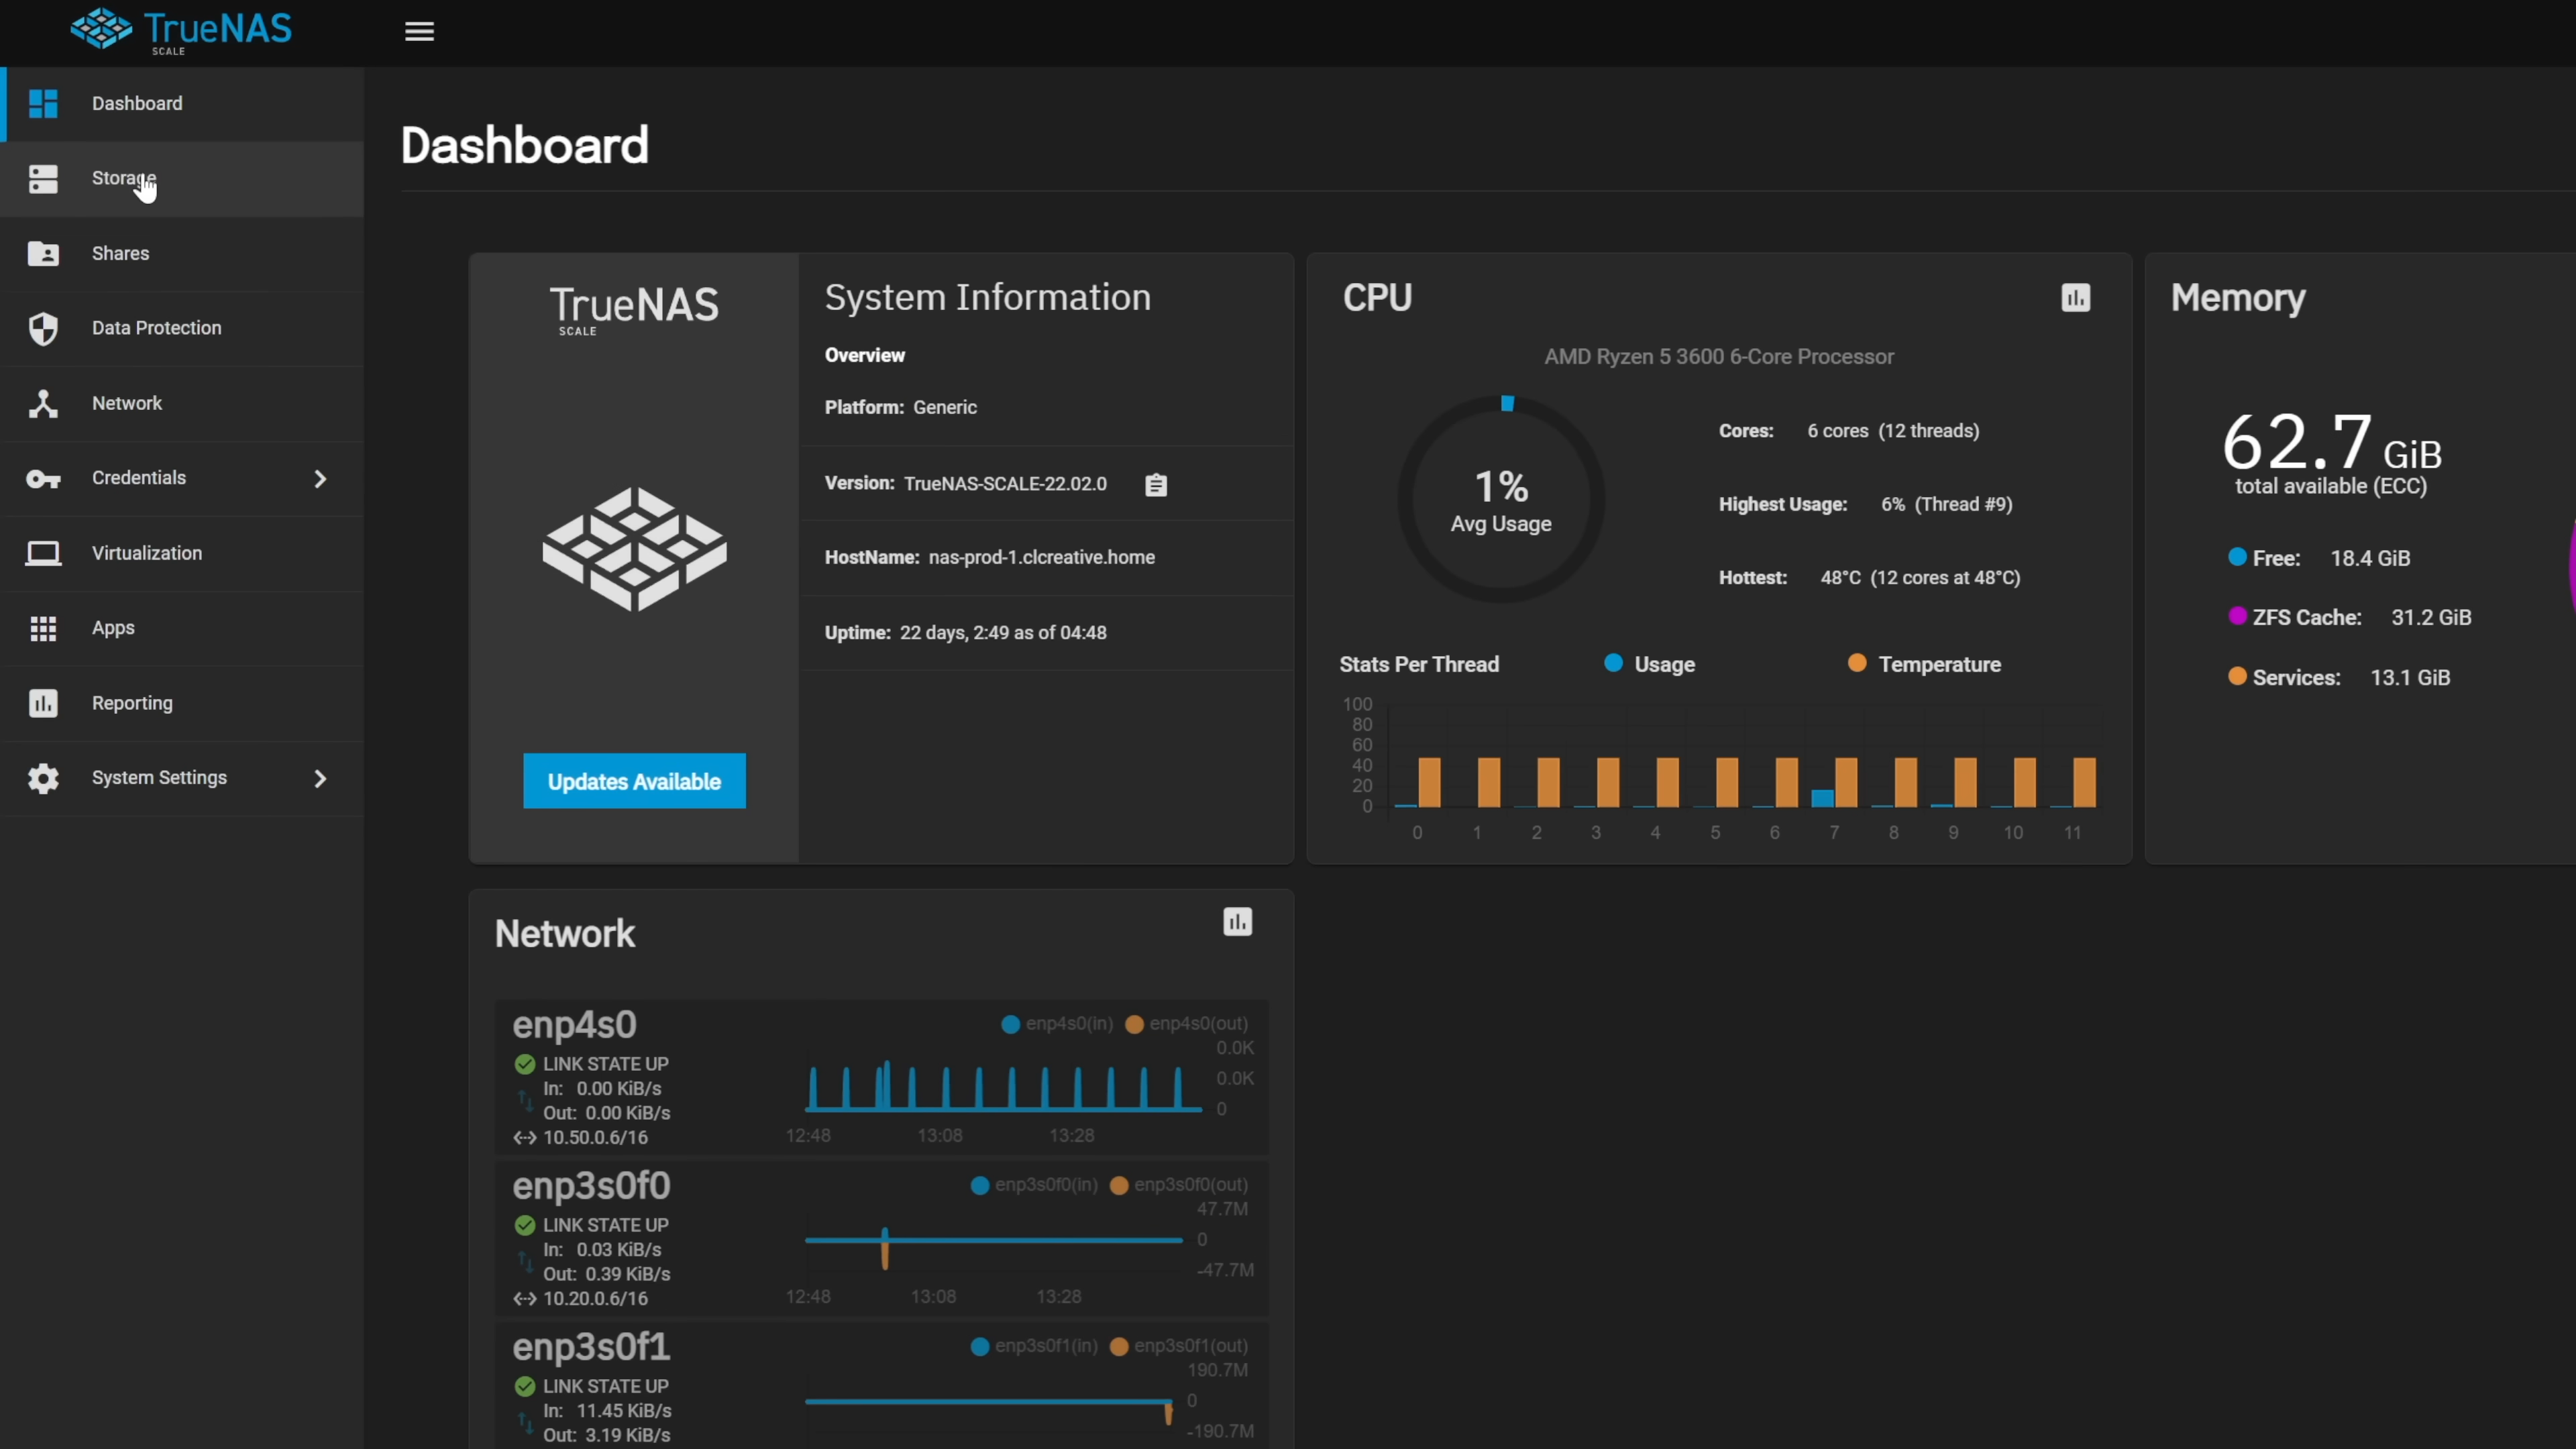 TrueNAS
SCALE
Dashboard
Storage
Shares
Data Protection
Network
Credentials
Virtualization
Apps
Reporting
System Settings
Dashboard
TrueNAS
SCALE
Updates Available
System Information
Overview
Platform: Generic
Version: TrueNAS-SCALE-22.02.0
HostName: nas-prod-1.clcreative.home
Uptime: 22 days, 2:49 as of 04:48
CPU
AMD Ryzen 5 3600 6-Core Processor
1%
Avg Usage
Cores: 6 cores (12 threads)
Highest Usage: 6% (Thread #9)
Hottest: 48°C (12 cores at 48°C)
Stats Per Thread Usage Temperature
100
80
60
40
20
0
0 1 2 3 4 5 6 7 8 9 10 11
Memory
62.7 GiB
total available (ECC)
Free: 18.4 GiB
ZFS Cache: 31.2 GiB
Services: 13.1 GiB
Network
enp4s0
LINK STATE UP
In: 0.00 KiB/s
Out: 0.00 KiB/s
10.50.0.6/16
enp4s0(in) enp4s0(out)
0.0K
0.0K
0
12:48 13:08 13:28
enp3s0f0
LINK STATE UP
In: 0.03 KiB/s
Out: 0.39 KiB/s
10.20.0.6/16
enp3s0f0(in) enp3s0f0(out)
47.7M
0
-47.7M
12:48 13:08 13:28
enp3s0f1
LINK STATE UP
In: 11.45 KiB/s
Out: 3.19 KiB/s
enp3s0f1(in) enp3s0f1(out)
190.7M
0
-190.7M